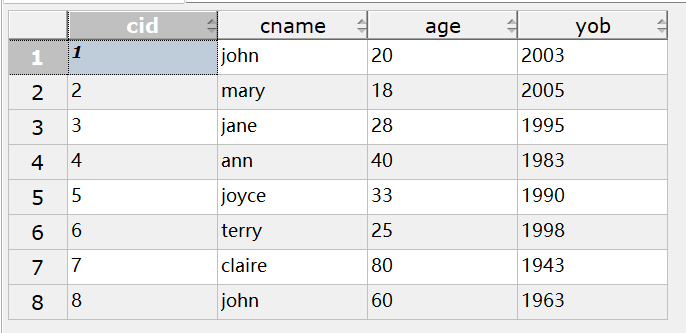 cid cname age yob
1 1 john 20 2003
2 2 mary 18 2005
3 3 jane 28 1995
4 4 ann 40 1983
5 5 joyce 33 1990
6 6 terry 25 1998
7 7 claire 80 1943
8 8 john 60 1963